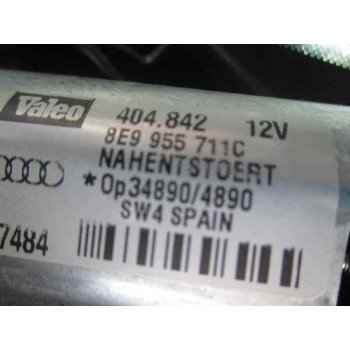 Valeo 404.842 12V
8E9 955 711C
NAHENTSTOERT
*Op34890/4890
SW4 SPAIN
7484